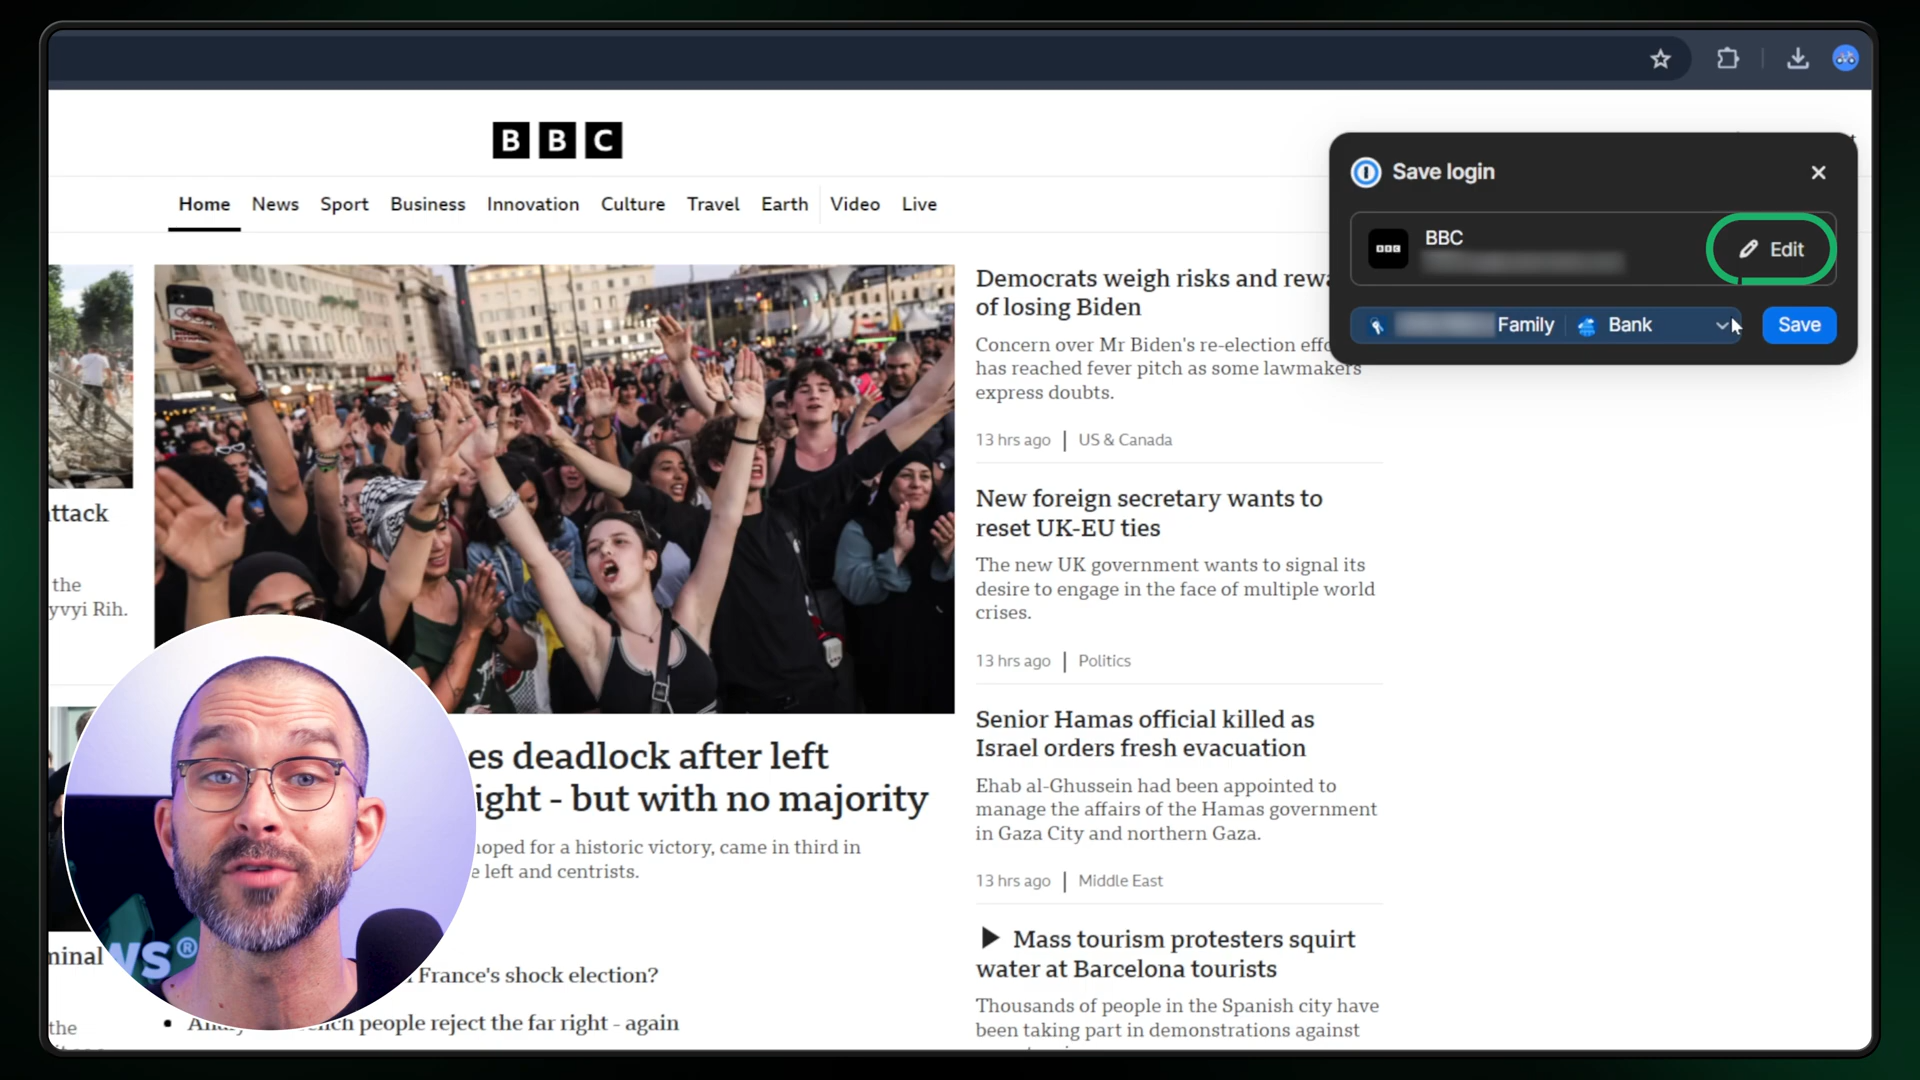 BBC
Home News Sport Business Innovation Culture Travel Earth Video Live
Save login
BBC
Edit
Family Bank
Save
ttack
the
yvyi Rih.
minal
the
es deadlock after left
ight - but with no majority
hoped for a historic victory, came in third in
e left and centrists.
France's shock election?
ch people reject the far right - again
Democrats weigh risks and rewa
of losing Biden
Concern over Mr Biden's re-election effo
has reached fever pitch as some lawmakers
express doubts.
13 hrs ago | US & Canada
New foreign secretary wants to
reset UK-EU ties
The new UK government wants to signal its
desire to engage in the face of multiple world
crises.
13 hrs ago | Politics
Senior Hamas official killed as
Israel orders fresh evacuation
Ehab al-Ghussein had been appointed to
manage the affairs of the Hamas government
in Gaza City and northern Gaza.
13 hrs ago | Middle East
Mass tourism protesters squirt
water at Barcelona tourists
Thousands of people in the Spanish city have
been taking part in demonstrations against
ws®